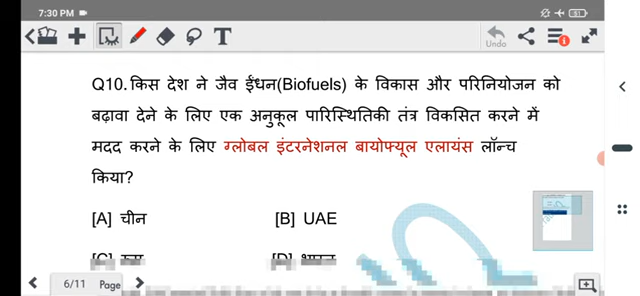 7:30 PM
51
T
Undo
Q10. किस देश ने जैव ईंधन(Biofuels) के विकास और परिनियोजन को
बढ़ावा देने के लिए एक अनुकूल पारिस्थितिकी तंत्र विकसित करने में
मदद करने के लिए ग्लोबल इंटरनेशनल बायोफ्यूल एलायंस लॉन्च
किया?
[A] चीन [B] UAE
6/11 Page